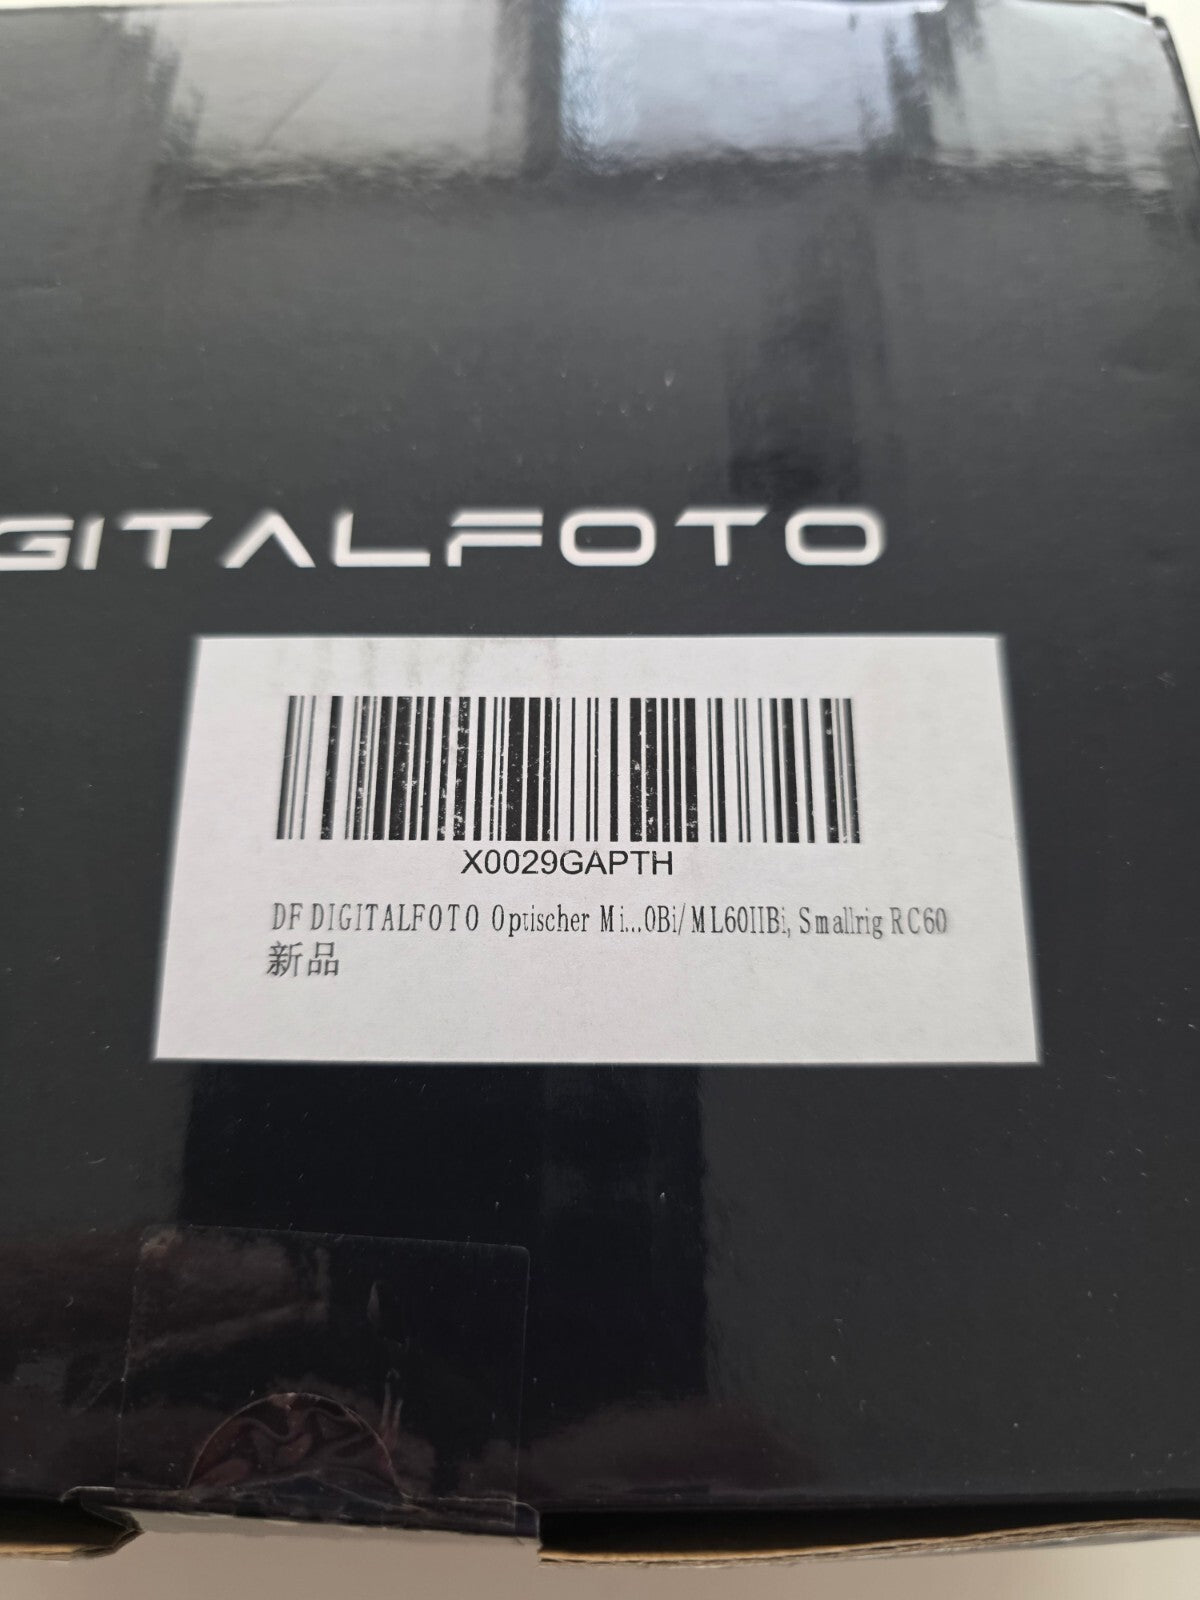 GITALFOTO
X0029GAPTH
DF DIGITALFOTO Optischer Mi...0Bi/ML60IIBi, Smallrig RC60
新品